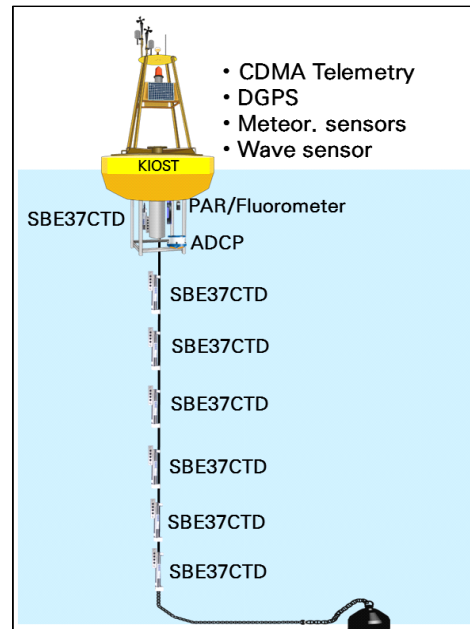 • CDMA Telemetry
• DGPS
• Meteor. sensors
• Wave sensor
KIOST
PAR/Fluorometer
SBE37CTD
ADCP
SBE37CTD
SBE37CTD
SBE37CTD
SBE37CTD
SBE37CTD
SBE37CTD